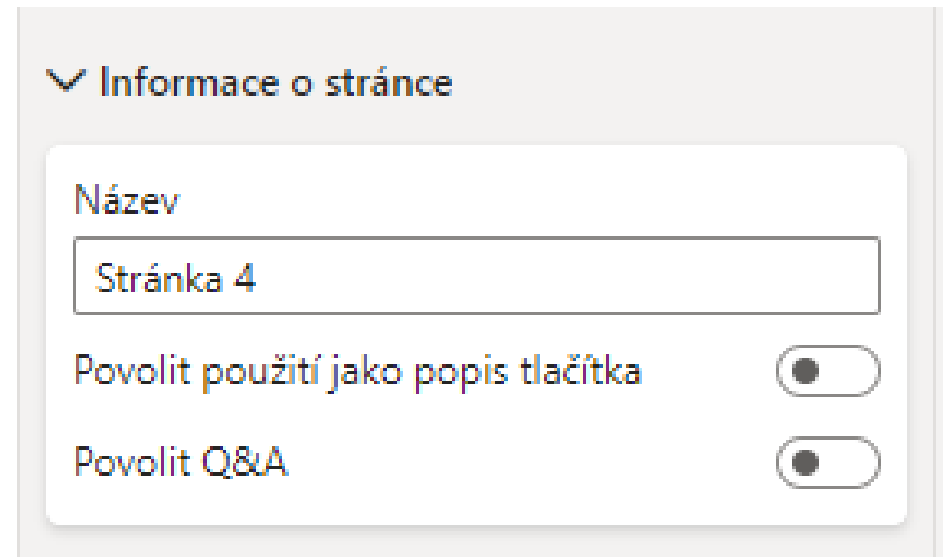 Informace o stránce
Název
Stránka 4
Povolit použití jako popis tlačítka
Povolit Q&A